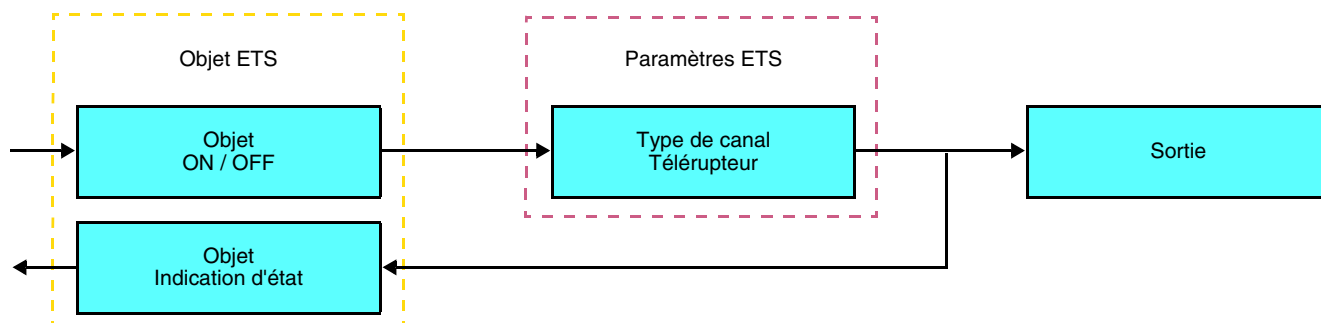 Objet ETS
Paramètres ETS
Objet
ON / OFF
Type de canal
Télérupteur
Sortie
Objet
Indication d'état